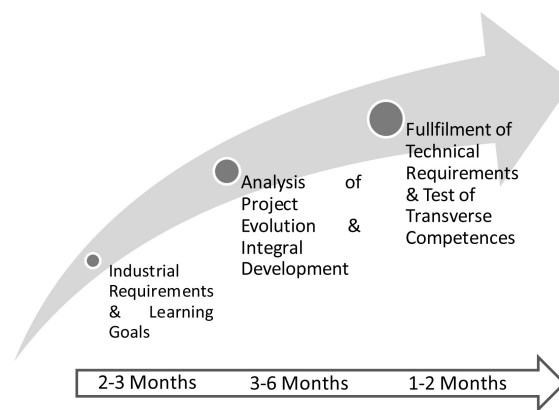 Fullfilment of
Technical
Requirements
& Test of
Transverse
Competences
Analysis of
Project
Evolution &
Integral
Development
Industrial
Requirements
& Learning
Goals
2-3 Months
3-6 Months
1-2 Months